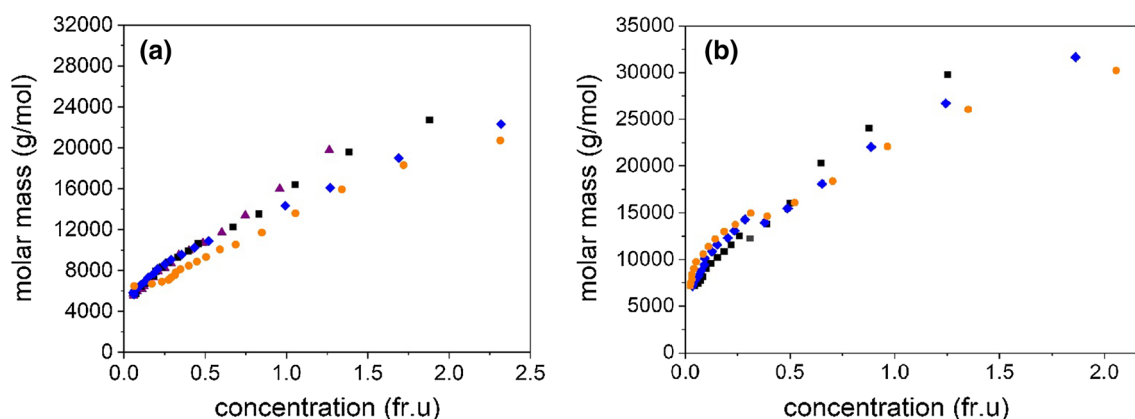 (a)
molar mass (g/mol)
32000
28000
24000
20000
16000
12000
8000
4000
0
0.0 0.5 1.0 1.5 2.0 2.5
concentration (fr.u)
(b)
molar mass (g/mol)
35000
30000
25000
20000
15000
10000
5000
0
0.0 0.5 1.0 1.5 2.0
concentration (fr.u)